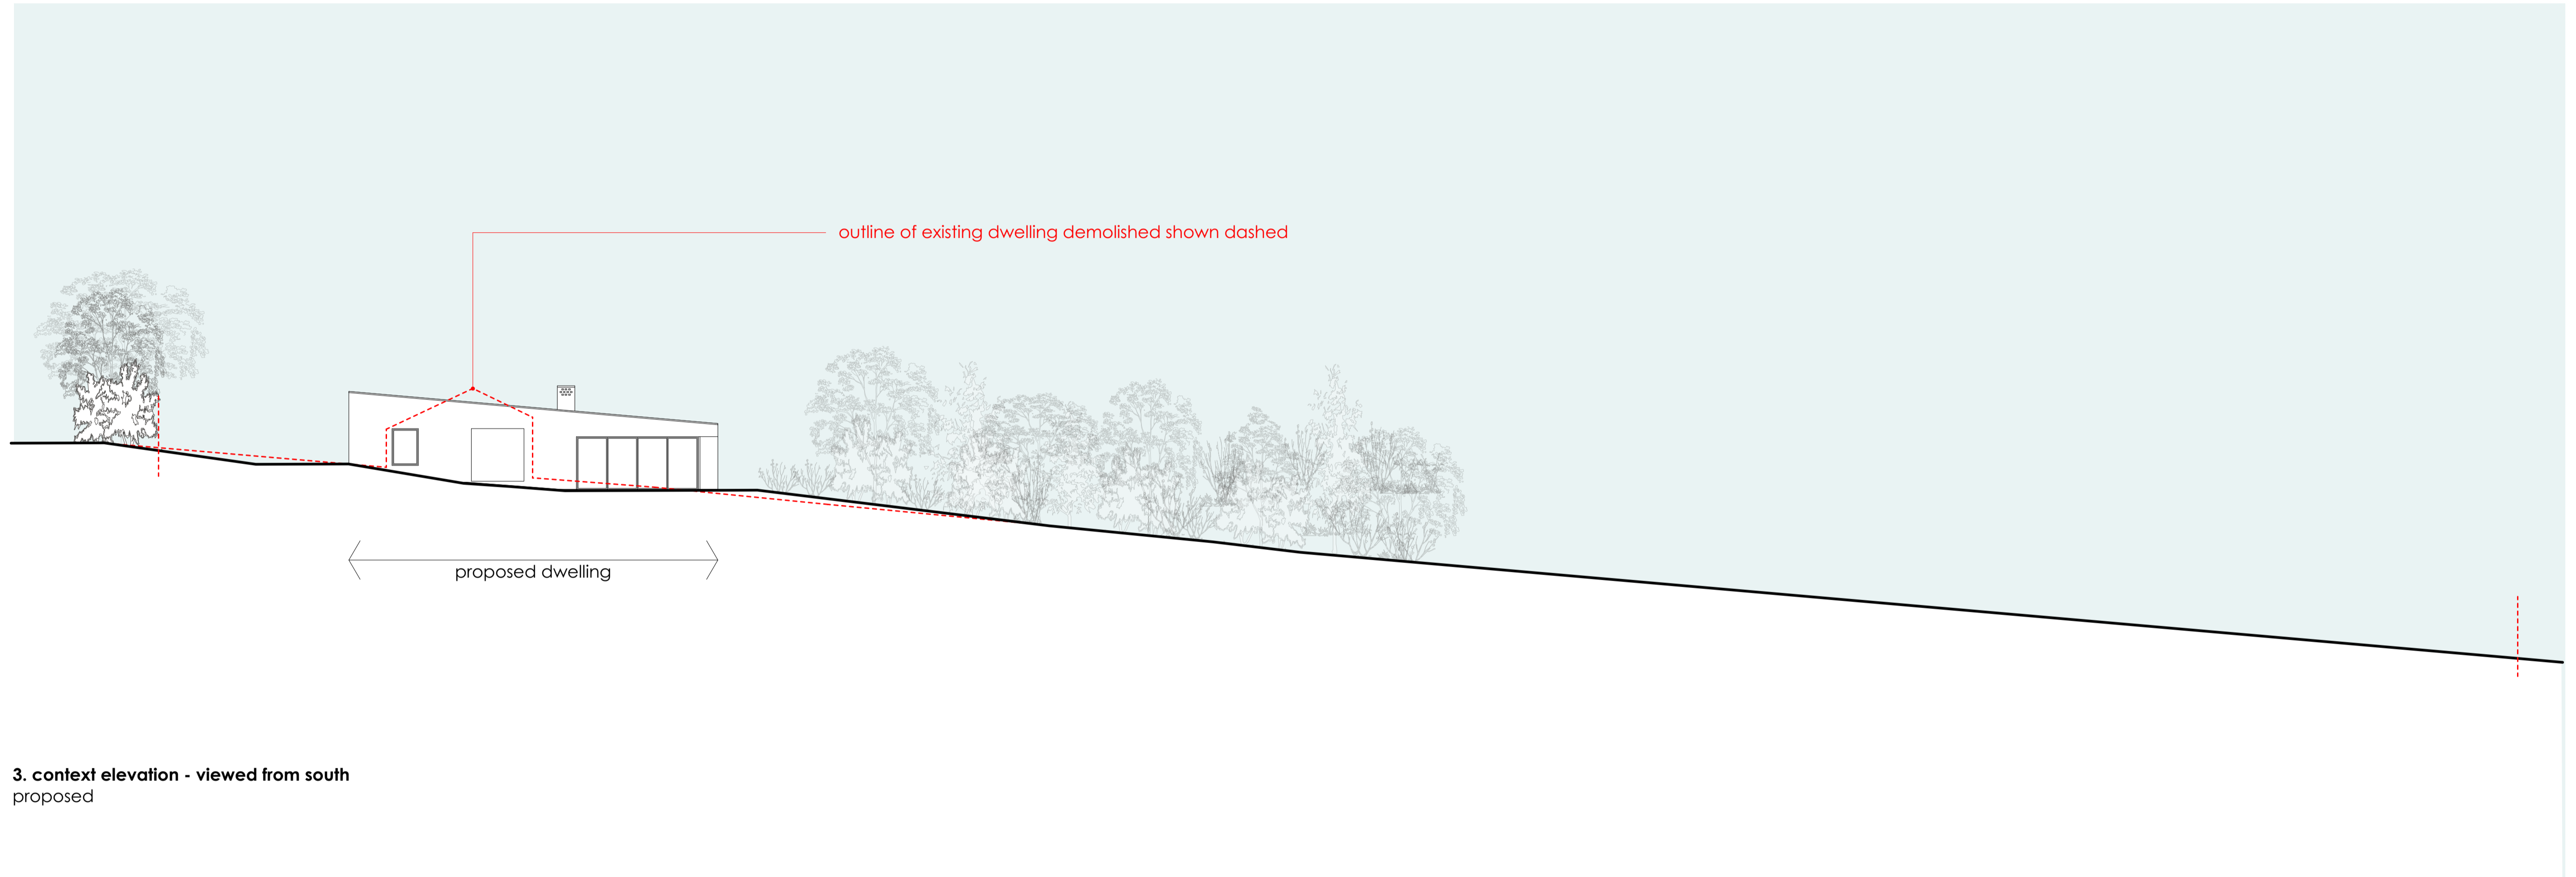 outline of existing dwelling demolished shown dashed
proposed dwelling
3. context elevation - viewed from south
proposed